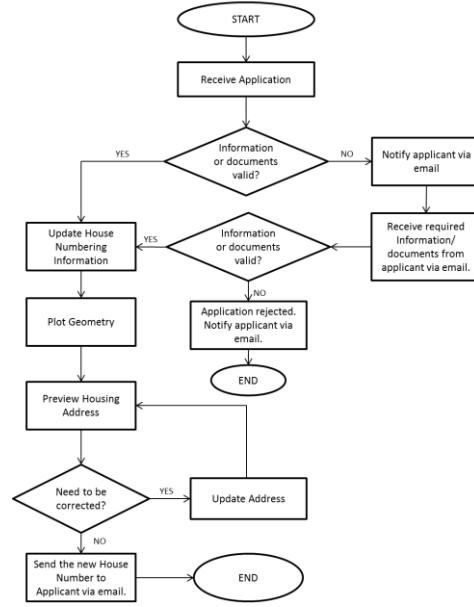 START
Receive Application
Information
or documents
valid?
YES
NO
Notify applicant via
email
Update House
Numbering
Information
YES
Information
or documents
valid?
Receive required
Information/
documents from
applicant via email.
NO
Plot Geometry
Application rejected.
Notify applicant via
email.
END
Preview Housing
Address
Need to be
corrected?
YES
Update Address
NO
Send the new House
Number to
Applicant via email.
END